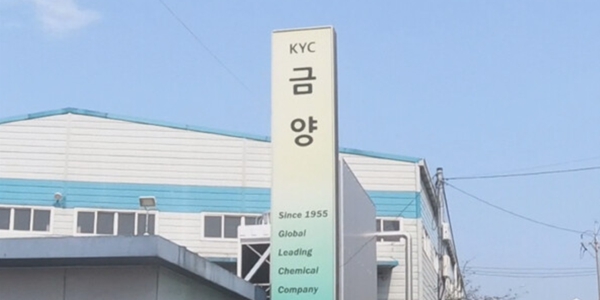 KYC
금
양
Since 1955
Global
Leading
Chemical
Company